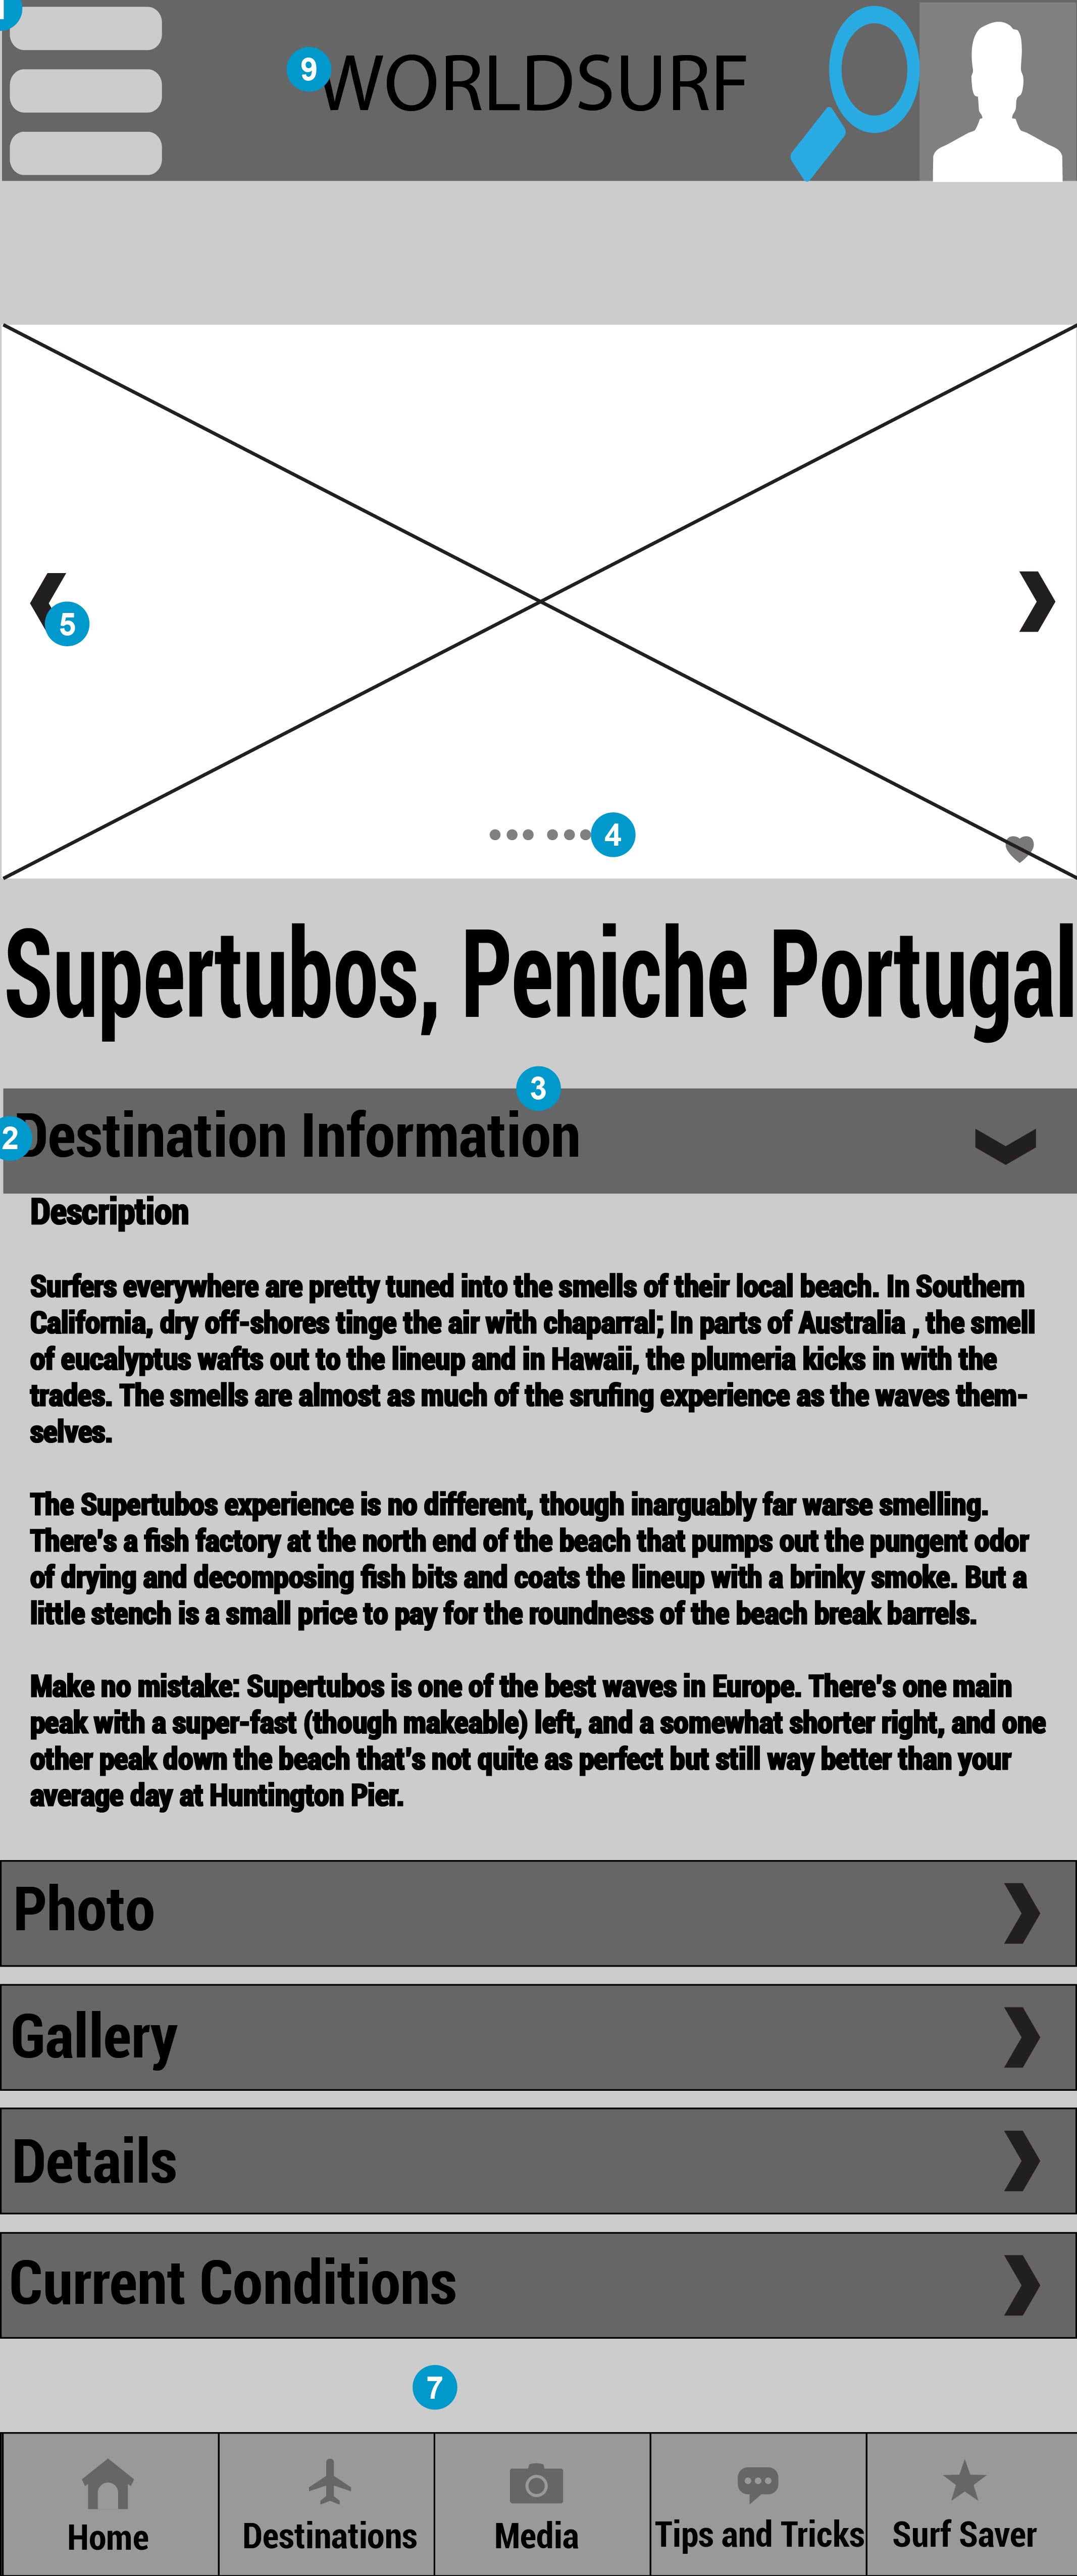 1
9
WORLDSURF
5
4
Supertubos, Peniche Portugal
3
2
Destination Information
Description
Surfers everywhere are pretty tuned into the smells of their local beach. In Southern
California, dry off-shores tinge the air with chaparral; In parts of Australia , the smell
of eucalyptus wafts out to the lineup and in Hawaii, the plumeria kicks in with the
trades. The smells are almost as much of the srufing experience as the waves them-
selves.
The Supertubos experience is no different, though inarguably far warse smelling.
There's a fish factory at the north end of the beach that pumps out the pungent odor
of drying and decomposing fish bits and coats the lineup with a brinky smoke. But a
little stench is a small price to pay for the roundness of the beach break barrels.
Make no mistake: Supertubos is one of the best waves in Europe. There's one main
peak with a super-fast (though makeable) left, and a somewhat shorter right, and one
other peak down the beach that's not quite as perfect but still way better than your
average day at Huntington Pier.
Photo
Gallery
Details
Current Conditions
7
Home
Destinations
Media
Tips and Tricks
Surf Saver